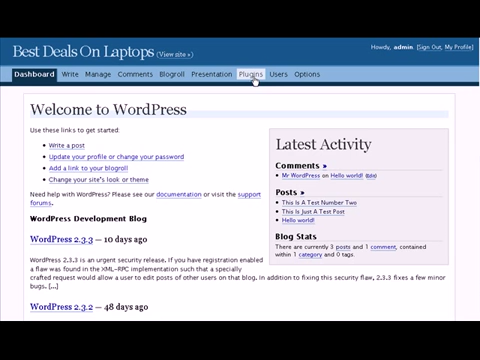 Best Deals On Laptops (View site »)
Howdy, admin. [Sign Out, My Profile]
Dashboard Write Manage Comments Blogroll Presentation Plugins Users Options
Welcome to WordPress
Use these links to get started:
Write a post
Update your profile or change your password
Add a link to your blogroll
Change your site's look or theme
Need help with WordPress? Please see our documentation or visit the support
forums.
WordPress Development Blog
WordPress 2.3.3 — 10 days ago
WordPress 2.3.3 is an urgent security release. If you have registration enabled
a flaw was found in the XML-RPC implementation such that a specially
crafted request would allow a user to edit posts of other users on that blog. In addition to fixing this security flaw, 2.3.3 fixes a few minor
bugs. [...]
WordPress 2.3.2 — 48 days ago
Latest Activity
Comments »
Mr WordPress on Hello world! (Edit)
Posts »
This Is A Test Number Two
This Is Just A Test Post
Hello world!
Blog Stats
There are currently 3 posts and 1 comment, contained
within 1 category and 0 tags.